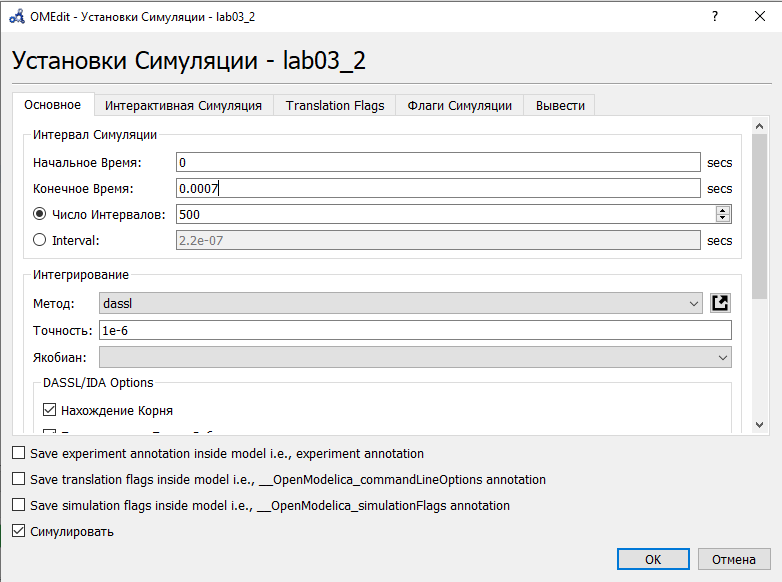 OMEdit - Установки Симуляции - lab03_2
Установки Симуляции - lab03_2
Основное Интерактивная Симуляция Translation Flags Флаги Симуляции Вывести
Интервал Симуляции
Начальное Время: 0 secs
Конечное Время: 0.0007 secs
Число Интервалов: 500
Interval: 2.2e-07 secs
Интегрирование
Метод: dassl
Точность: 1e-6
Якобиан:
DASSL/IDA Options
Нахождение Корня
Save experiment annotation inside model i.e., experiment annotation
Save translation flags inside model i.e., __OpenModelica_commandLineOptions annotation
Save simulation flags inside model i.e., __OpenModelica_simulationFlags annotation
Симулировать
OK Отмена